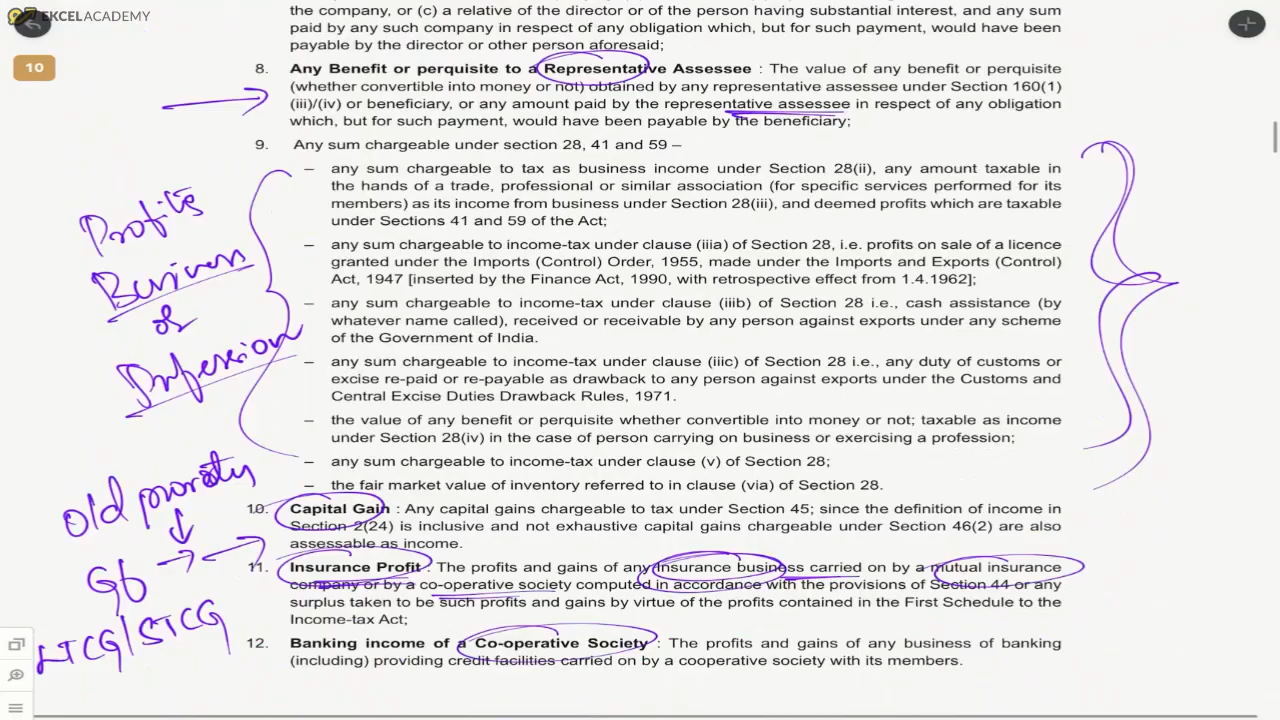 EKCEL ACADEMY
the company, or (c) a relative of the director or of the person having substantial interest, and any sum
paid by any such company in respect of any obligation which, but for such payment, would have been
payable by the director or other person aforesaid;
10
8. Any Benefit or perquisite to a Representative Assessee : The value of any benefit or perquisite
(whether convertible into money or not) obtained by any representative assessee under Section 160(1)
(iii)/(iv) or beneficiary, or any amount paid by the representative assessee in respect of any obligation
which, but for such payment, would have been payable by the beneficiary;
9. Any sum chargeable under section 28, 41 and 59 –
– any sum chargeable to tax as business income under Section 28(ii), any amount taxable in
the hands of a trade, professional or similar association (for specific services performed for its
members) as its income from business under Section 28(iii), and deemed profits which are taxable
under Sections 41 and 59 of the Act;
– any sum chargeable to income-tax under clause (iiia) of Section 28, i.e. profits on sale of a licence
granted under the Imports (Control) Order, 1955, made under the Imports and Exports (Control)
Act, 1947 [inserted by the Finance Act, 1990, with retrospective effect from 1.4.1962];
– any sum chargeable to income-tax under clause (iiib) of Section 28 i.e., cash assistance (by
whatever name called), received or receivable by any person against exports under any scheme
of the Government of India.
– any sum chargeable to income-tax under clause (iiic) of Section 28 i.e., any duty of customs or
excise re-paid or re-payable as drawback to any person against exports under the Customs and
Central Excise Duties Drawback Rules, 1971.
– the value of any benefit or perquisite whether convertible into money or not; taxable as income
under Section 28(iv) in the case of person carrying on business or exercising a profession;
– any sum chargeable to income-tax under clause (v) of Section 28;
– the fair market value of inventory referred to in clause (via) of Section 28.
Profits
Business
or
Profession
10. Capital Gain : Any capital gains chargeable to tax under Section 45; since the definition of income in
Section 2(24) is inclusive and not exhaustive capital gains chargeable under Section 46(2) are also
assessable as income.
11. Insurance Profit : The profits and gains of any insurance business carried on by a mutual insurance
company or by a co-operative society computed in accordance with the provisions of Section 44 or any
surplus taken to be such profits and gains by virtue of the profits contained in the First Schedule to the
Income-tax Act;
12. Banking income of a Co-operative Society : The profits and gains of any business of banking
(including) providing credit facilities carried on by a cooperative society with its members.
old
LTCG/STCG